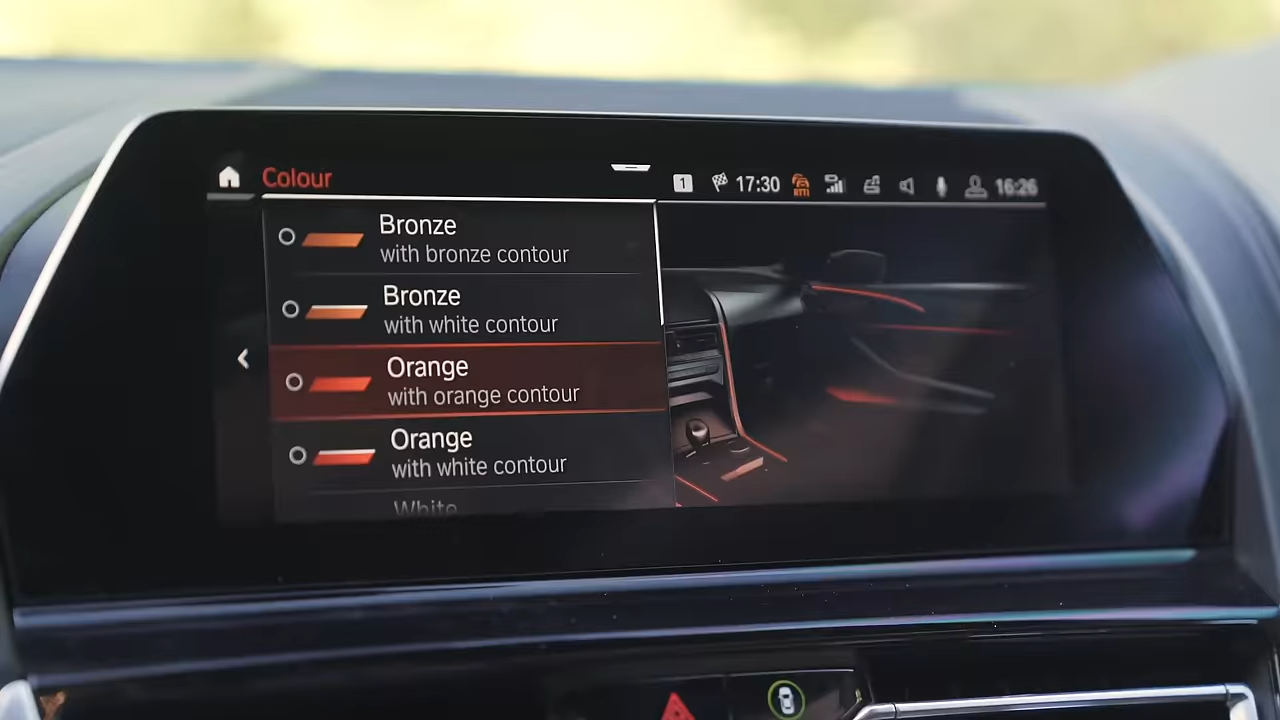 Colour
1 17:30 RTTI 16:26
Bronze
with bronze contour
Bronze
with white contour
Orange
with orange contour
Orange
with white contour
White